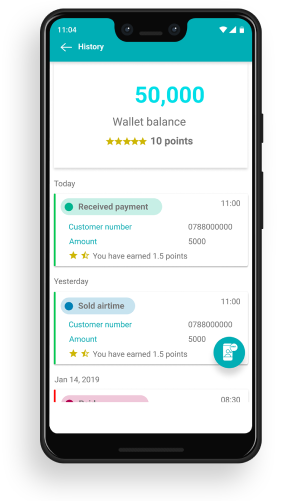 11:04
History
50,000
Wallet balance
10 points
Today
Received payment 11:00
Customer number 0788000000
Amount 5000
You have earned 1.5 points
Yesterday
Sold airtime 11:00
Customer number 0788000000
Amount 5000
You have earned 1.5 points
Jan 14, 2019
08:30